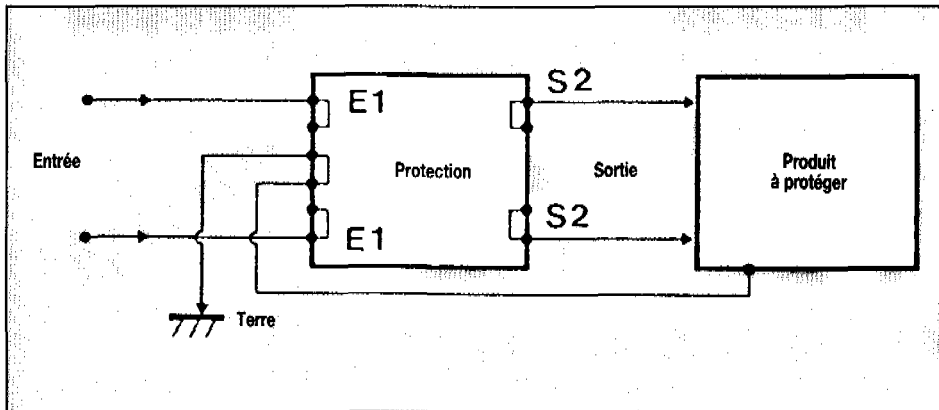 E1
S2
Entrée
Protection
Sortie
Produit
à protéger
E1
S2
Terre